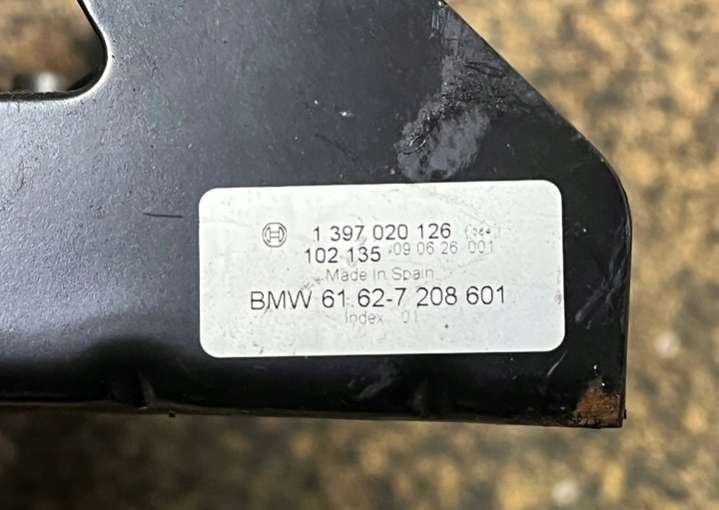 1 397 020 126
102 135 09 06 26 001
Made in Spain
BMW 61.62-7 208 601
Index 01